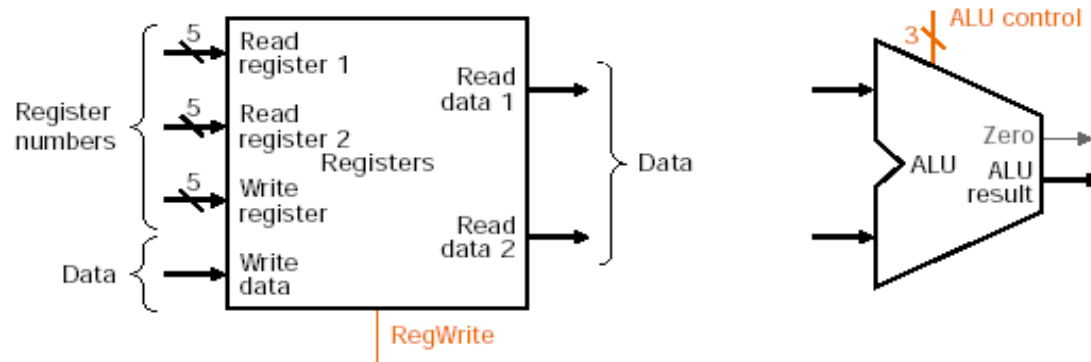 Register
numbers
Data
5
5
5
Read
register 1
Read
register 2
Registers
Write
register
Write
data
Read
data 1
Read
data 2
RegWrite
Data
3
ALU control
ALU
Zero
ALU
result